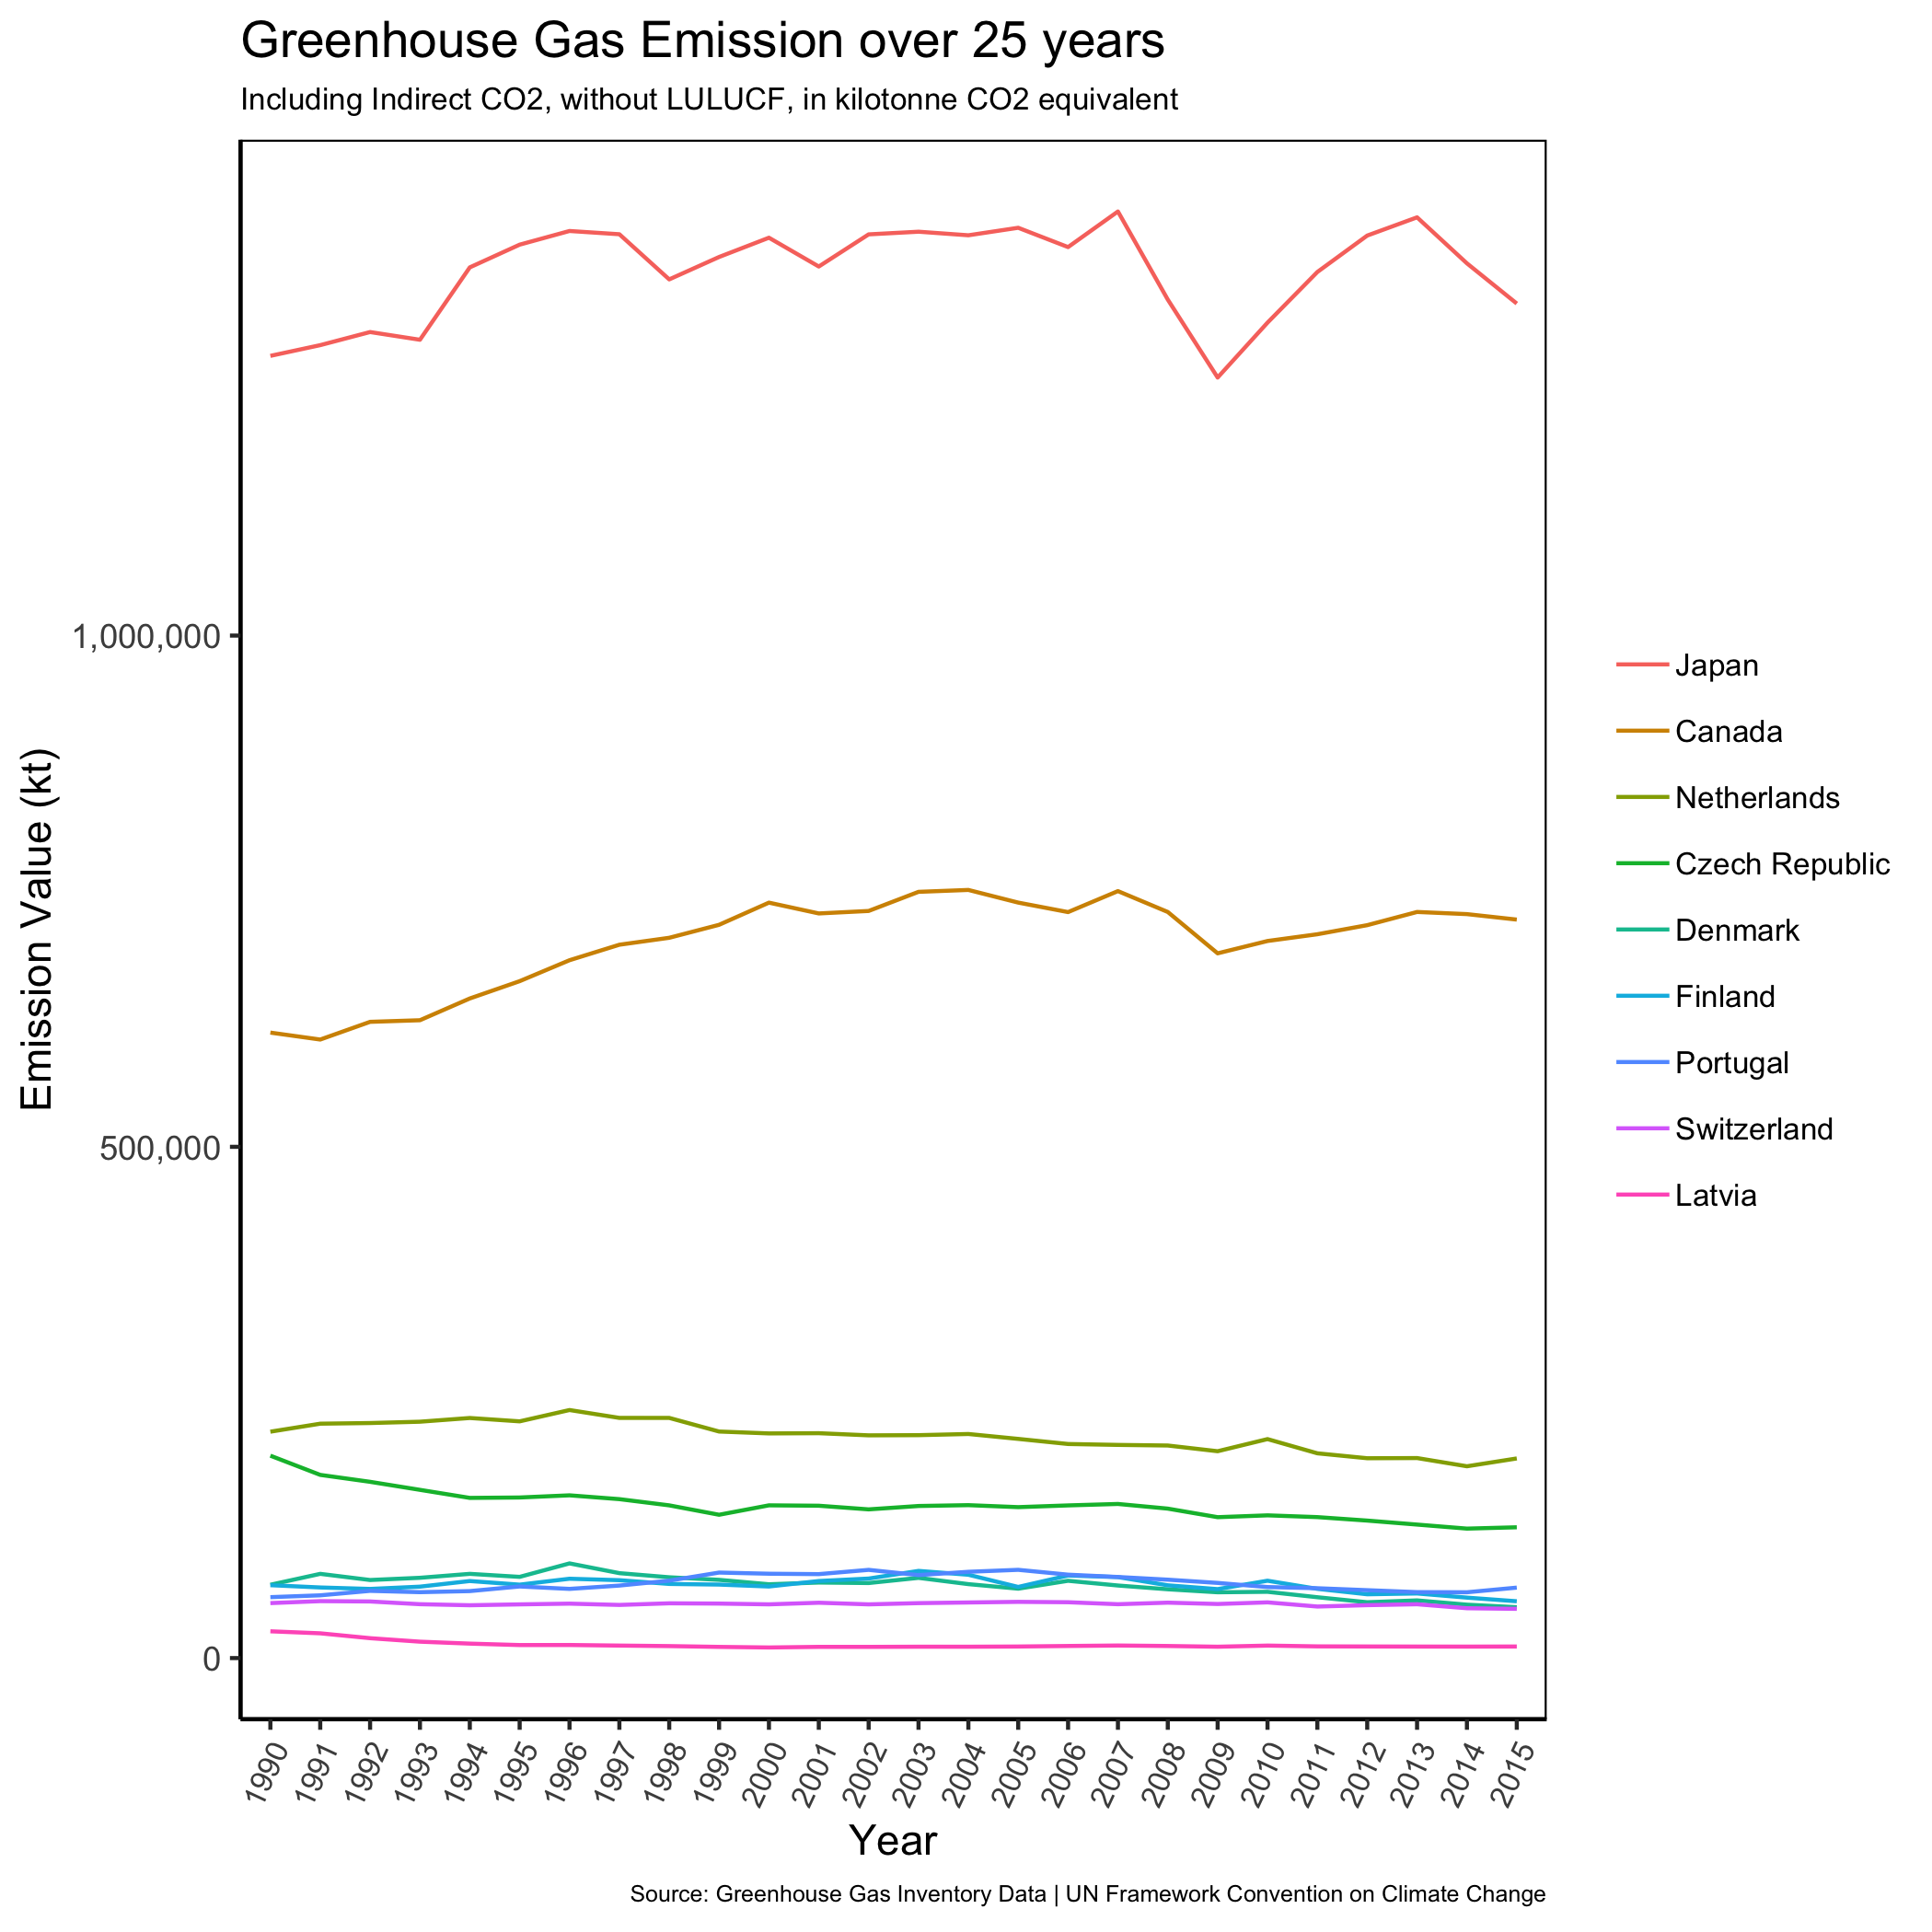 Greenhouse Gas Emission over 25 years
Including Indirect CO2, without LULUCF, in kilotonne CO2 equivalent
Emission Value (kt)
1,000,000
500,000
0
Japan
Canada
Netherlands
Czech Republic
Denmark
Finland
Portugal
Switzerland
Latvia
1990 1991 1992 1993 1994 1995 1996 1997 1998 1999 2000 2001 2002 2003 2004 2005 2006 2007 2008 2009 2010 2011 2012 2013 2014 2015
Year
Source: Greenhouse Gas Inventory Data | UN Framework Convention on Climate Change